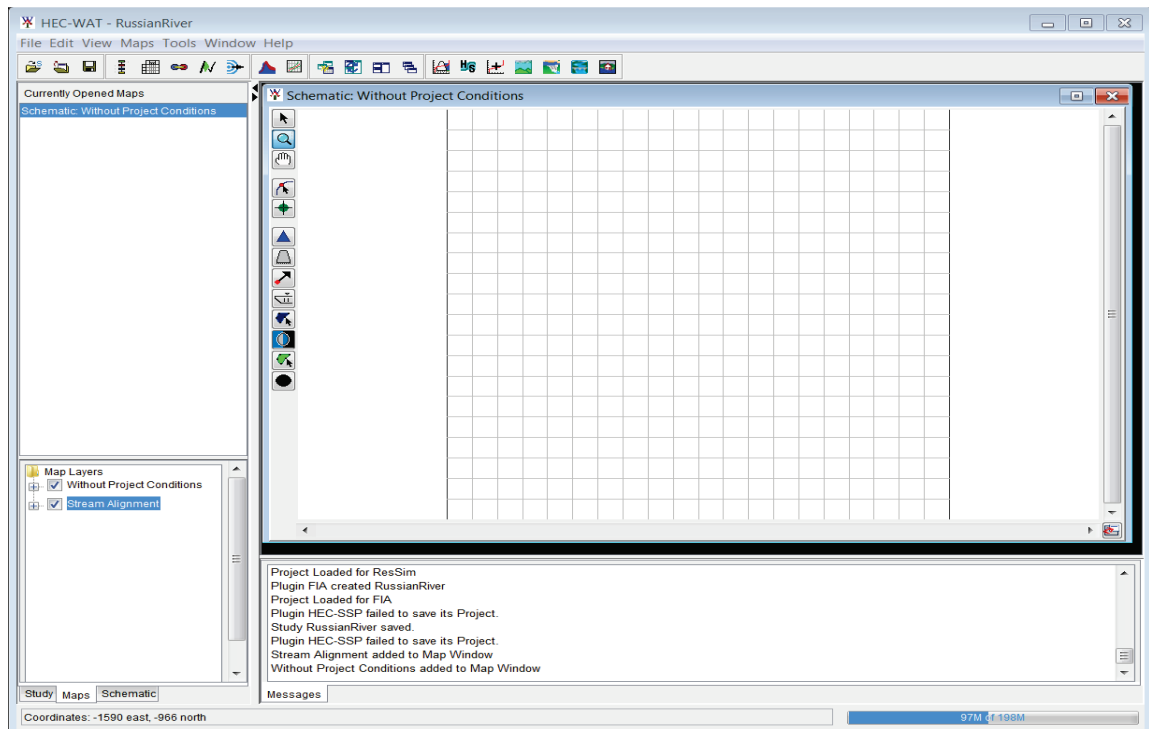 HEC-WAT - RussianRiver
File Edit View Maps Tools Window Help
Currently Opened Maps
Schematic: Without Project Conditions
Schematic: Without Project Conditions
Map Layers
Without Project Conditions
Stream Alignment
Study Maps Schematic
Project Loaded for ResSim
Plugin FIA created RussianRiver
Project Loaded for FIA
Plugin HEC-SSP failed to save its Project.
Study RussianRiver saved.
Plugin HEC-SSP failed to save its Project.
Stream Alignment added to Map Window
Without Project Conditions added to Map Window
Messages
Coordinates: -1590 east, -966 north
97M of 198M